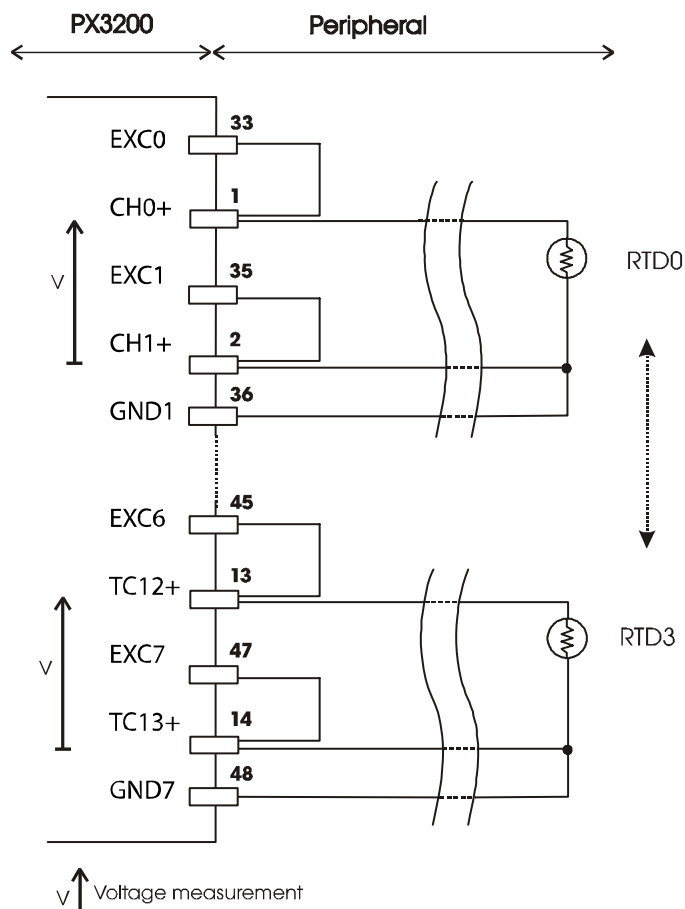 PX3200 Peripheral
33
EXC0
1
CH0+
RTD0
35
EXC1
V
2
CH1+
36
GND1
45
EXC6
13
TC12+
RTD3
47
EXC7
V
14
TC13+
48
GND7
V Voltage measurement